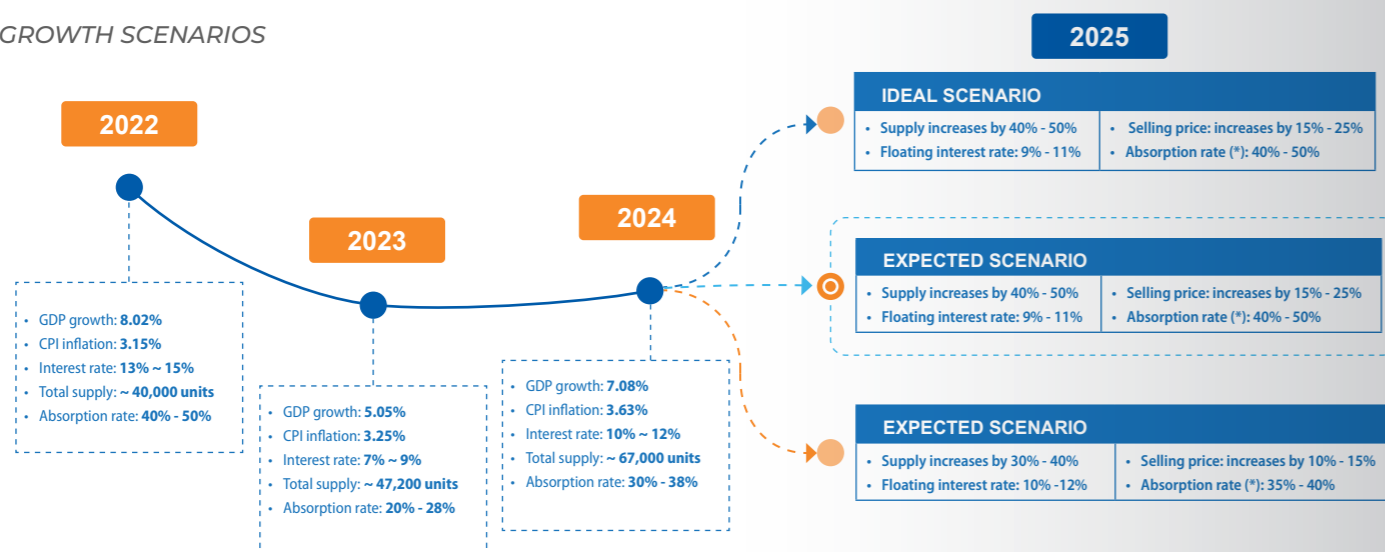 GROWTH SCENARIOS
2022
• GDP growth: 8.02%
• CPI inflation: 3.15%
• Interest rate: 13% ~ 15%
• Total supply: ~ 40,000 units
• Absorption rate: 40% - 50%
2023
• GDP growth: 5.05%
• CPI inflation: 3.25%
• Interest rate: 7% ~ 9%
• Total supply: ~ 47,200 units
• Absorption rate: 20% - 28%
2024
• GDP growth: 7.08%
• CPI inflation: 3.63%
• Interest rate: 10% ~ 12%
• Total supply: ~ 67,000 units
• Absorption rate: 30% - 38%
2025
IDEAL SCENARIO
• Supply increases by 40% - 50%
• Floating interest rate: 9% - 11%
• Selling price: increases by 15% - 25%
• Absorption rate (*): 40% - 50%
EXPECTED SCENARIO
• Supply increases by 40% - 50%
• Floating interest rate: 9% - 11%
• Selling price: increases by 15% - 25%
• Absorption rate (*): 40% - 50%
EXPECTED SCENARIO
• Supply increases by 30% - 40%
• Floating interest rate: 10% -12%
• Selling price: increases by 10% - 15%
• Absorption rate (*): 35% - 40%